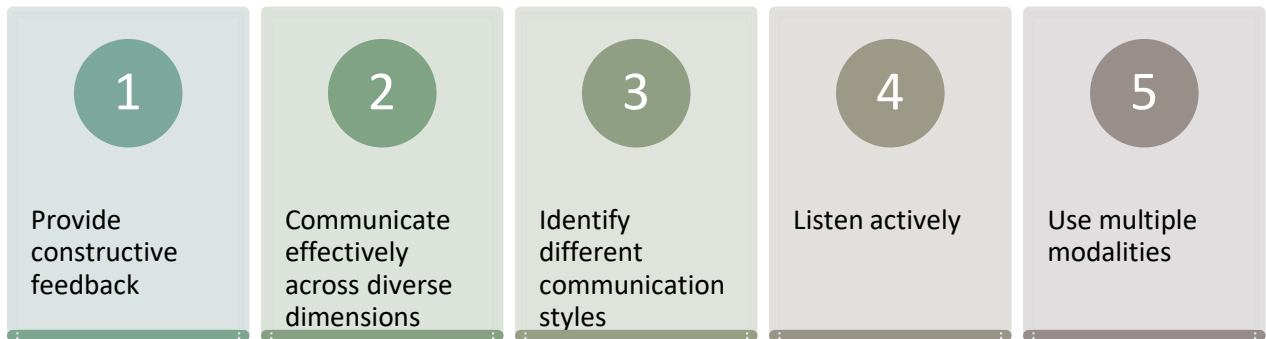 1
Provide
constructive
feedback
2
Communicate
effectively
across diverse
dimensions
3
Identify
different
communication
styles
4
Listen actively
5
Use multiple
modalities